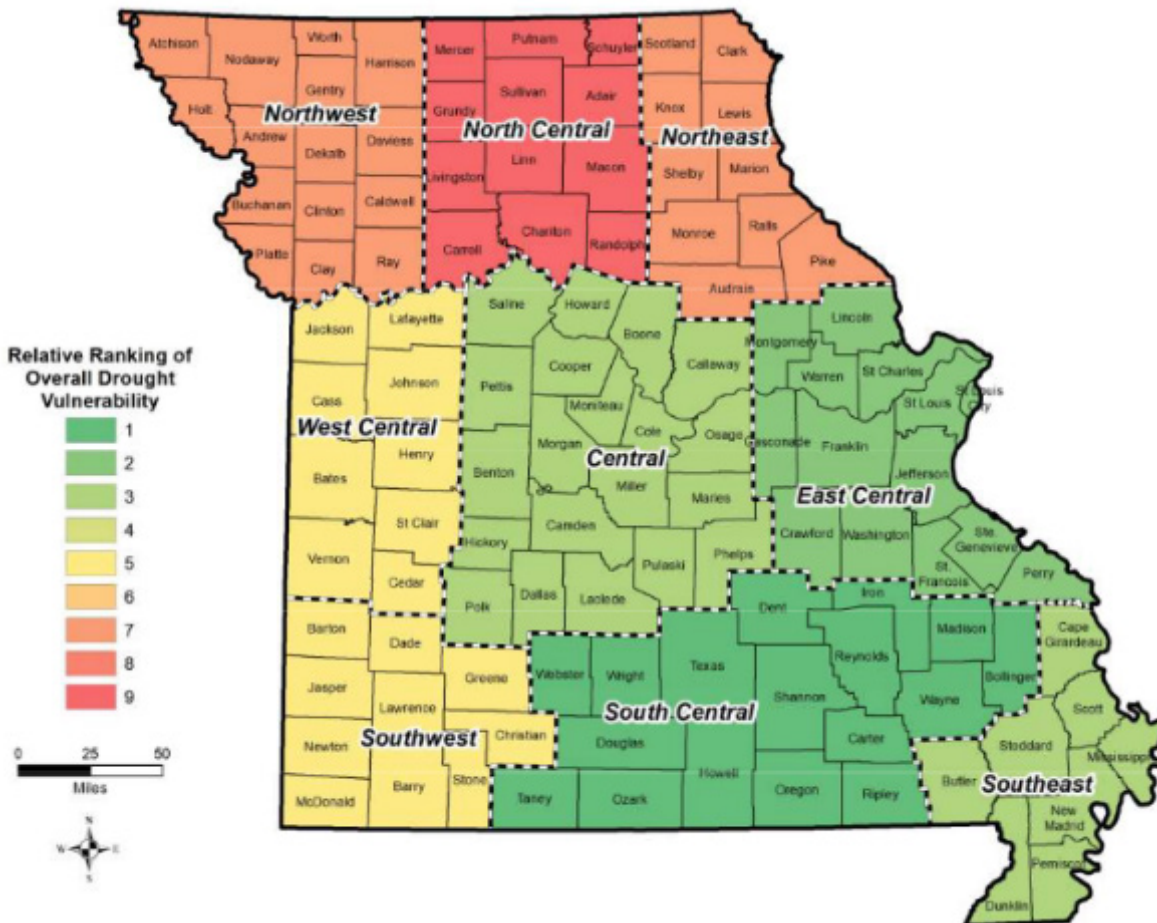 Relative Ranking of
Overall Drought
Vulnerability
1
2
3
4
5
6
7
8
9
0 25 50
Miles
N
W E
S
Northwest
Atchison
Nodaway
Worth
Harrison
Holt
Gentry
Andrew
Dekalb
Daviess
Buchanan
Clinton
Caldwell
Platte
Clay
Ray
North Central
Mercer
Putnam
Schuyler
Sullivan
Adair
Grundy
Linn
Macon
Livingston
Carroll
Chariton
Randolph
Northeast
Scotland
Clark
Knox
Lewis
Shelby
Marion
Monroe
Ralls
Pike
Audrain
West Central
Jackson
Lafayette
Cass
Johnson
Henry
Bates
St Clair
Vernon
Cedar
Central
Saline
Howard
Boone
Callaway
Cooper
Pettis
Moniteau
Cole
Osage
Morgan
Benton
Miller
Maries
Camden
Hickory
Pulaski
Phelps
Polk
Dallas
Laclede
East Central
Lincoln
Montgomery
Warren
St Charles
St Louis
St Louis
City
Gasconade
Franklin
Jefferson
Crawford
Washington
Ste.
Genevieve
St.
Francois
Perry
Southwest
Barton
Dade
Jasper
Greene
Lawrence
Newton
Christian
McDonald
Barry
Stone
South Central
Dent
Iron
Madison
Webster
Wright
Texas
Reynolds
Bollinger
Shannon
Wayne
Douglas
Carter
Howell
Taney
Ozark
Oregon
Ripley
Southeast
Cape
Girardeau
Scott
Stoddard
Mississippi
Butler
New
Madrid
Pemiscot
Dunklin